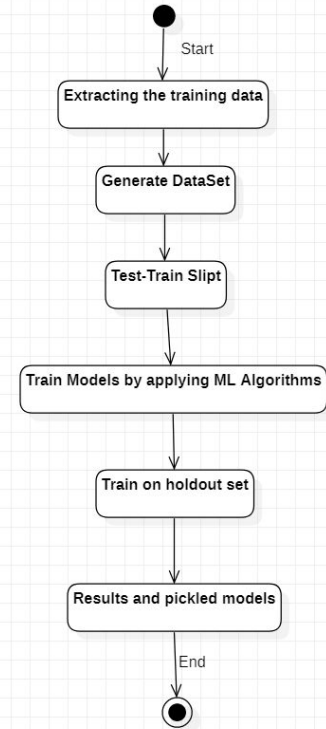 Start
Extracting the training data
Generate DataSet
Test-Train Slipt
Train Models by applying ML Algorithms
Train on holdout set
Results and pickled models
End